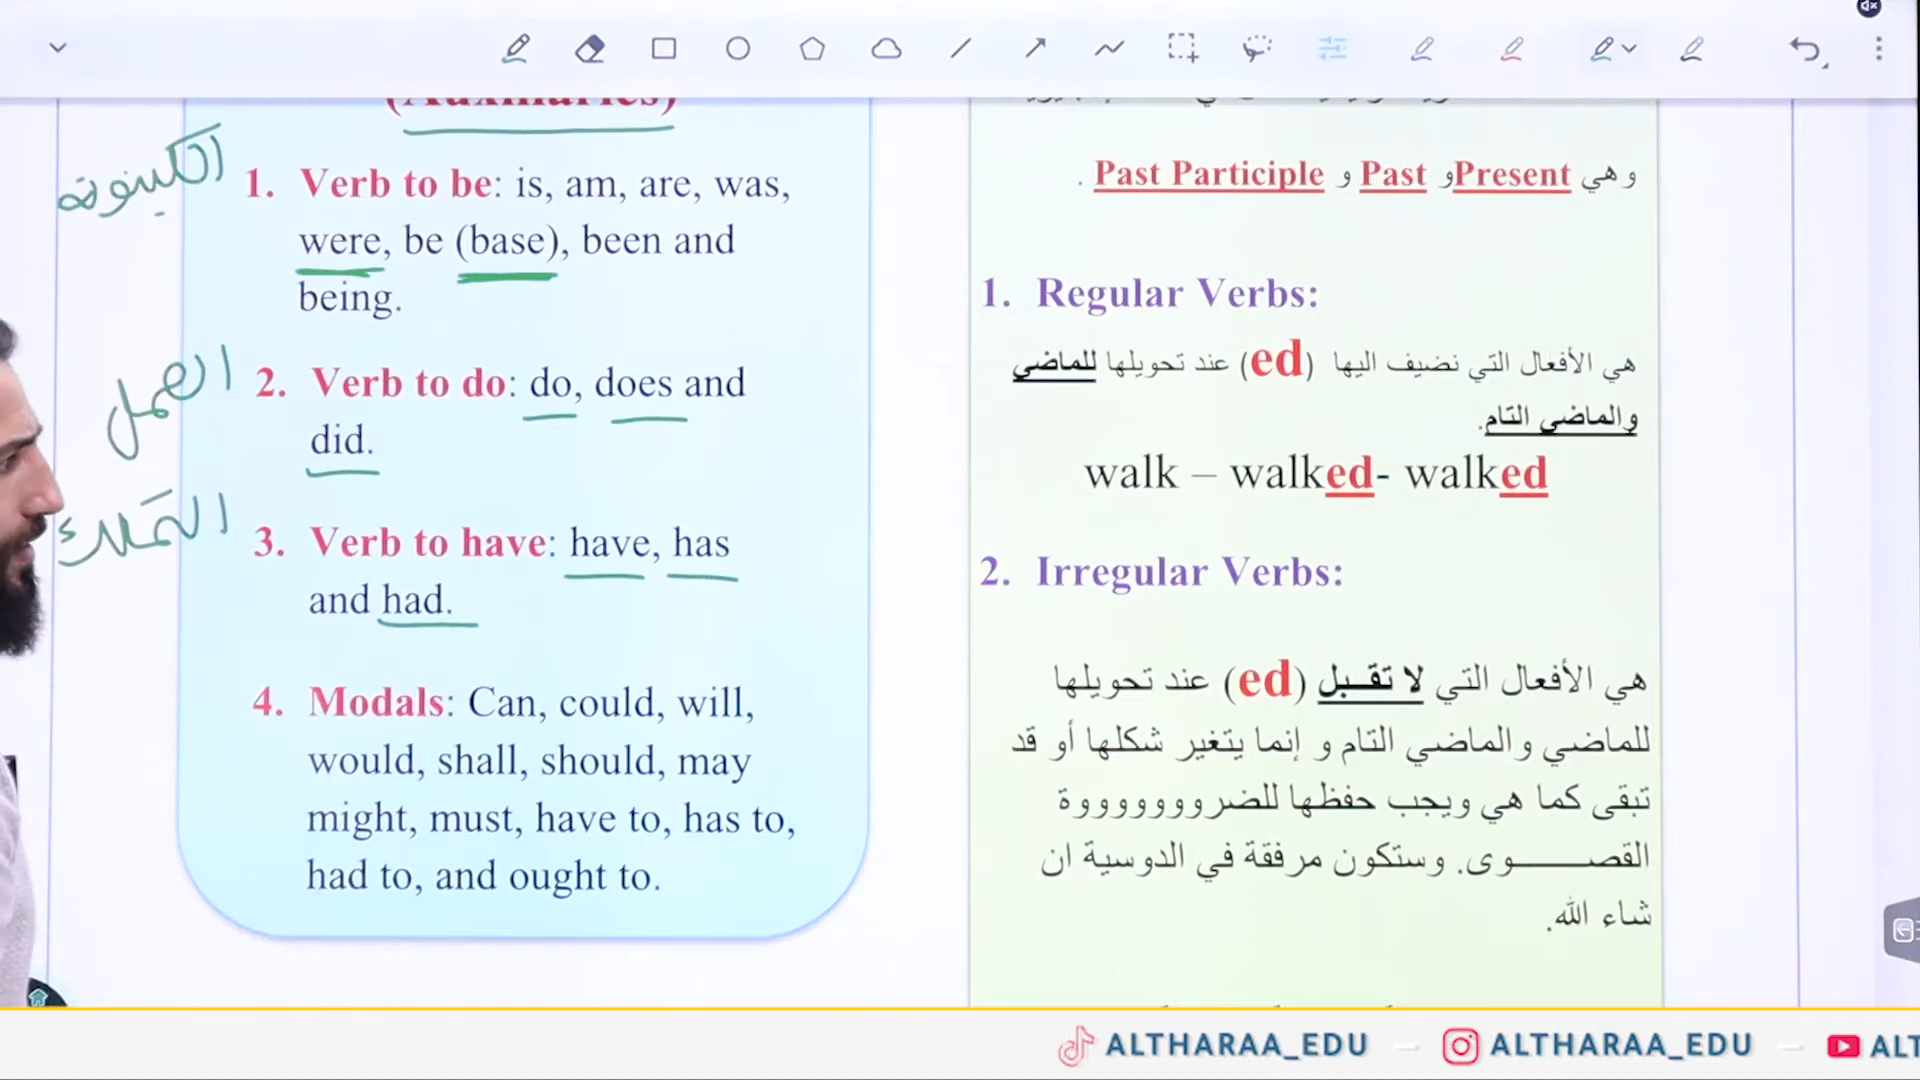 (Auxiliaries)
الكينونة
1. Verb to be: is, am, are, was,
were, be (base), been and
being.
العمل
2. Verb to do: do, does and
did.
التملك
3. Verb to have: have, has
and had.
4. Modals: Can, could, will,
would, shall, should, may
might, must, have to, has to,
had to, and ought to.
وهي Present و Past و Past Participle .
1. Regular Verbs:
هي الأفعال التي نضيف اليها (ed) عند تحويلها للماضي
والماضي التام.
walk – walked- walked
2. Irregular Verbs:
هي الأفعال التي لا تقبل (ed) عند تحويلها
للماضي والماضي التام و إنما يتغير شكلها أو قد
تبقى كما هي ويجب حفظها للضرووووووورة
القصـــــــوى. وستكون مرفقة في الدوسية ان
شاء الله.
ALTHARAA_EDU — ALTHARAA_EDU — ALT